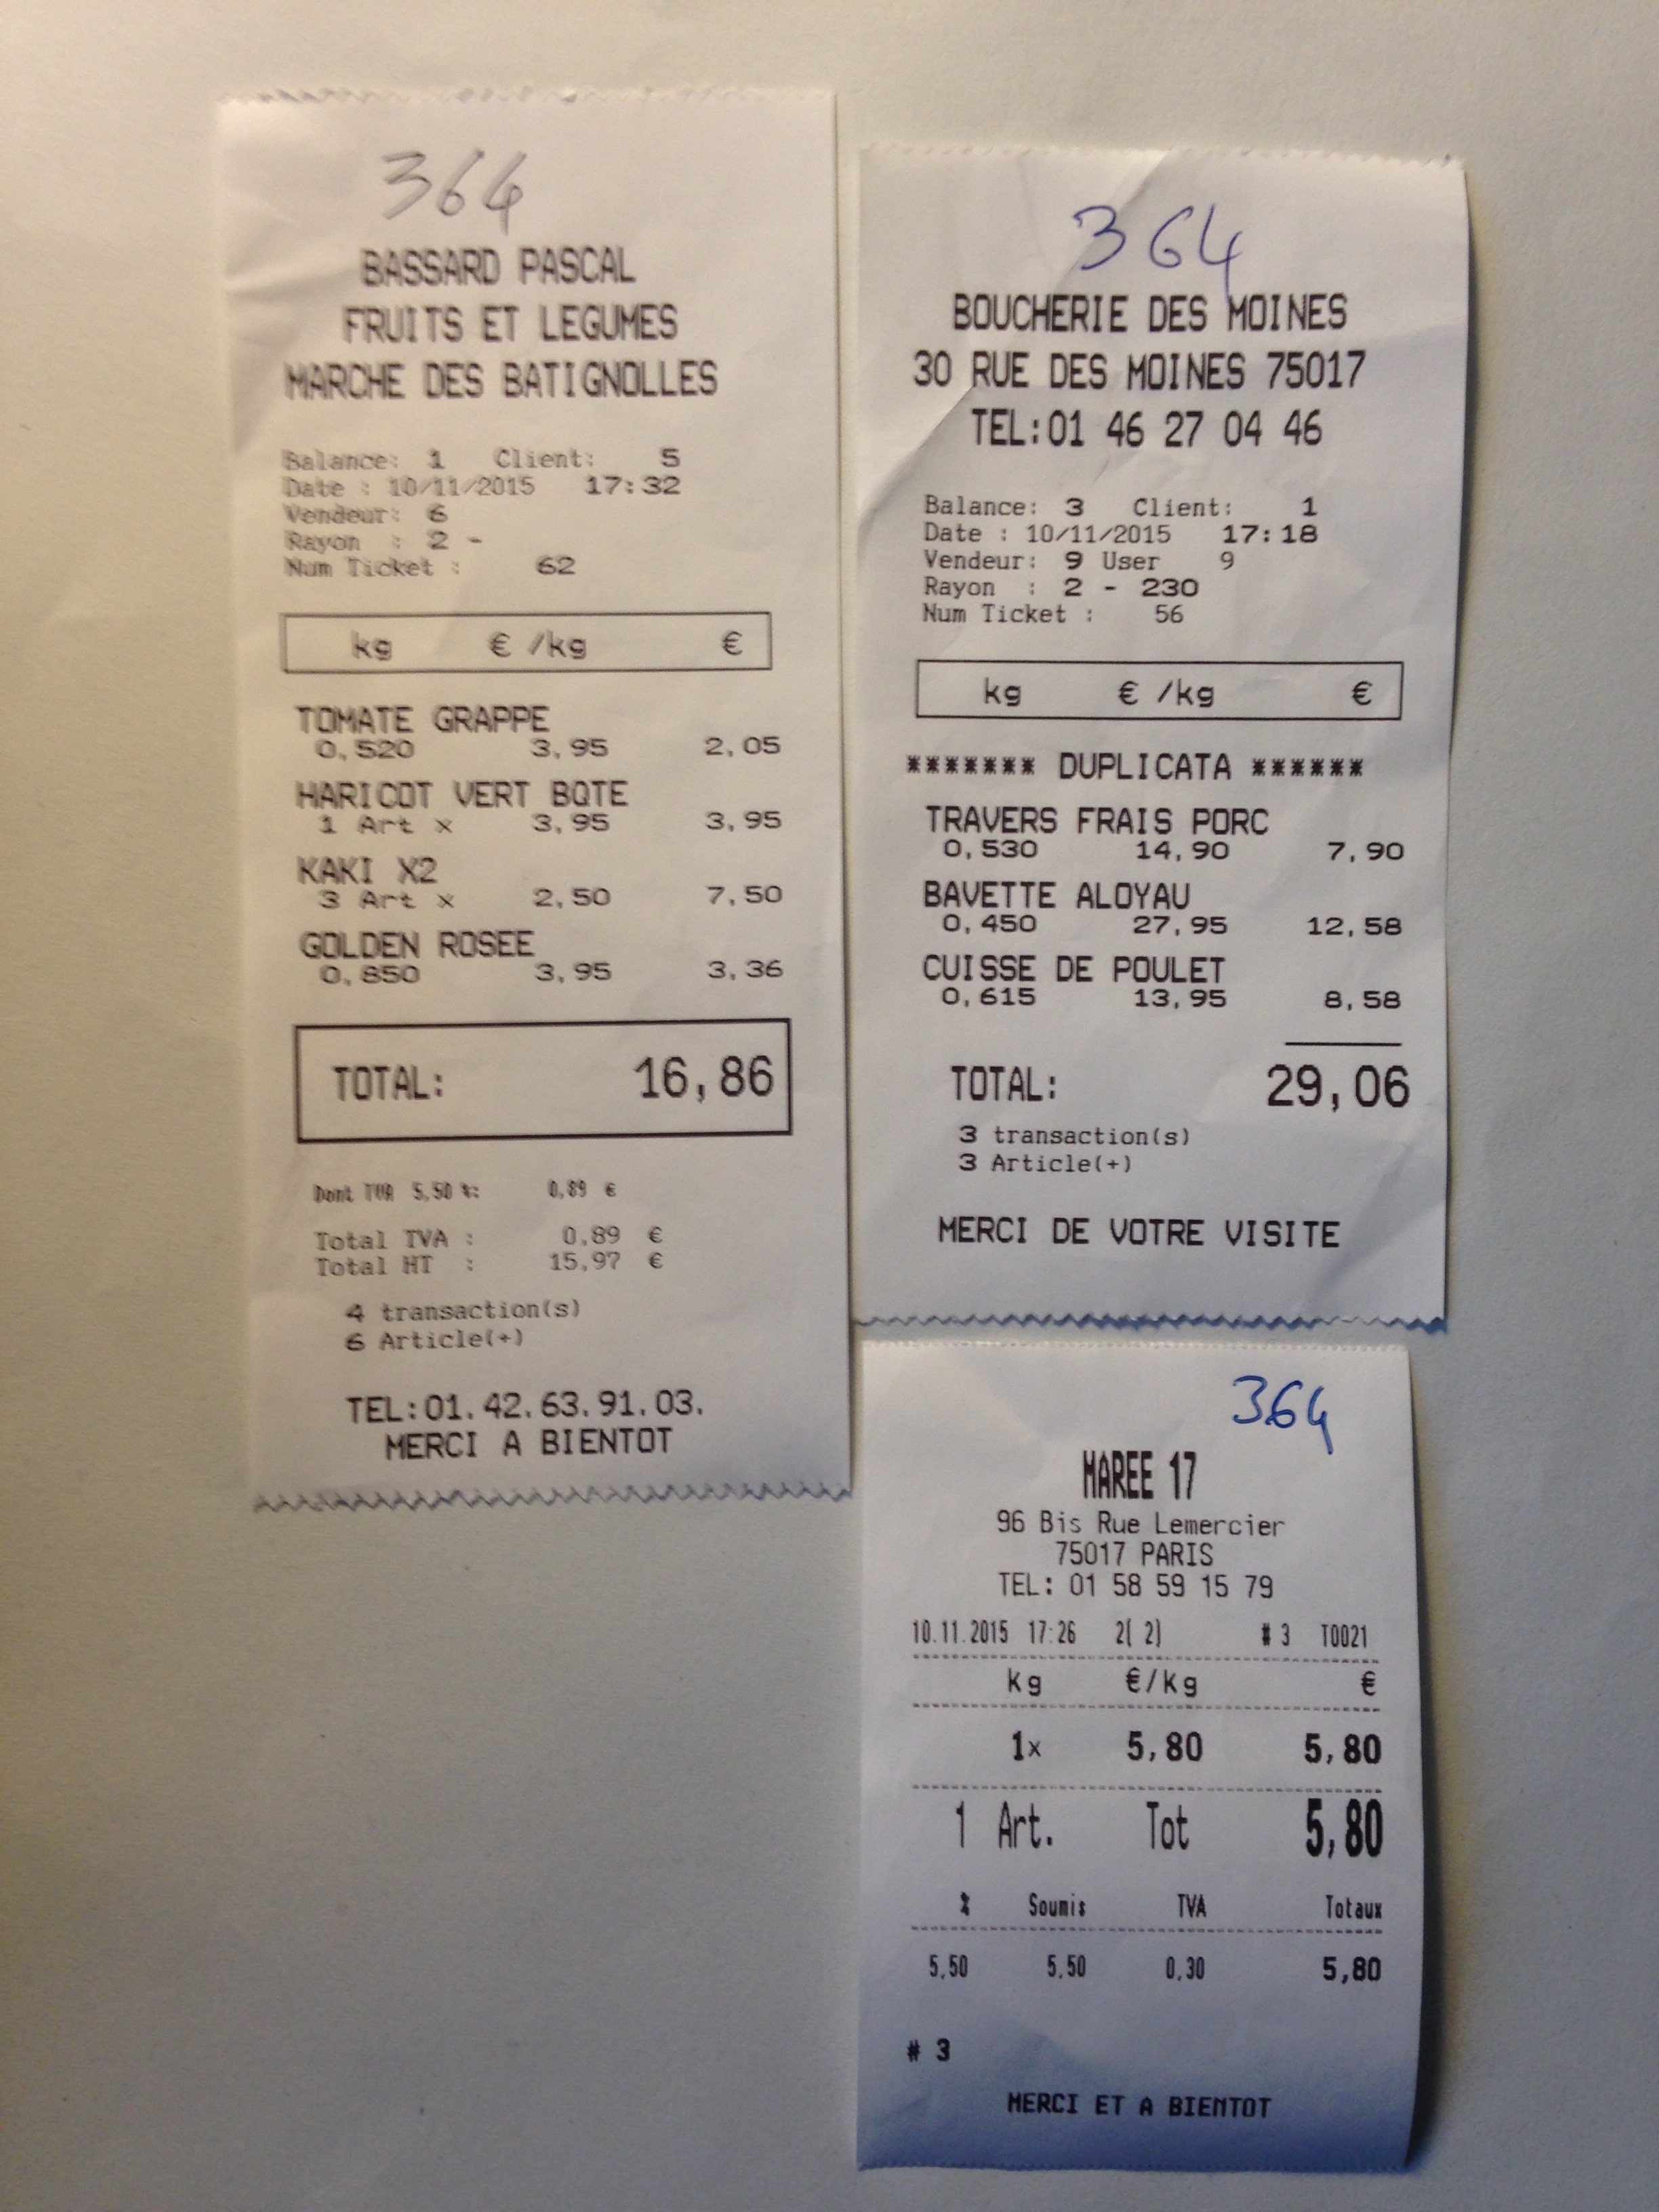 364
BASSARD PASCAL
FRUITS ET LEGUMES
MARCHE DES BATIGNOLLES
Balance: 1 Client: 5
Date : 10/11/2015 17:32
Vendeur: 6
Rayon : 2 -
Num Ticket : 62
kg € /kg €
TOMATE GRAPPE
0,520 3,95 2,05
HARICOT VERT BOTE
1 Art x 3,95 3,95
KAKI X2
3 Art x 2,50 7,50
GOLDEN ROSEE
0,850 3,95 3,36
TOTAL: 16,86
Dont TVA 5,50 %: 0,89 €
Total TVA : 0,89 €
Total HT : 15,97 €
4 transaction(s)
6 Article(+)
TEL:01.42.63.91.03.
MERCI A BIENTOT
364
BOUCHERIE DES MOINES
30 RUE DES MOINES 75017
TEL:01 46 27 04 46
Balance: 3 Client: 1
Date : 10/11/2015 17:18
Vendeur: 9 User 9
Rayon : 2 - 230
Num Ticket : 56
kg € /kg €
******* DUPLICATA ******
TRAVERS FRAIS PORC
0,530 14,90 7,90
BAVETTE ALOYAU
0,450 27,95 12,58
CUISSE DE POULET
0,615 13,95 8,58
TOTAL: 29,06
3 transaction(s)
3 Article(+)
MERCI DE VOTRE VISITE
364
MAREE 17
96 Bis Rue Lemercier
75017 PARIS
TEL: 01 58 59 15 79
10.11.2015 17:26 2( 2) # 3 T0021
kg €/kg €
1x 5,80 5,80
1 Art. Tot 5,80
% Soumis TVA Totaux
5,50 5,50 0,30 5,80
# 3
MERCI ET A BIENTOT